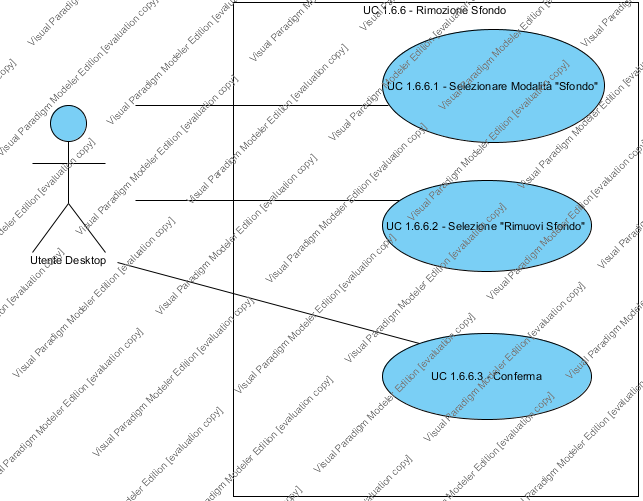 UC 1.6.6 - Rimozione Sfondo
UC 1.6.6.1 - Selezionare Modalità "Sfondo"
UC 1.6.6.2 - Selezione "Rimuovi Sfondo"
Utente Desktop
UC 1.6.6.3 - Conferma
Visual Paradigm Modeler Edition [evaluation copy]